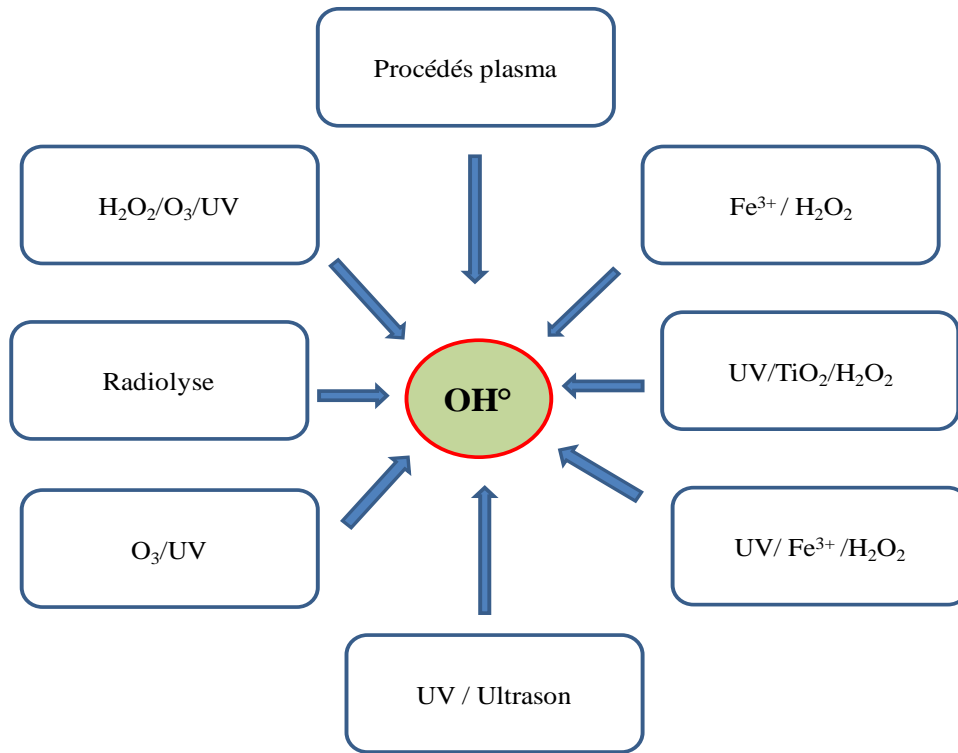 Procédés plasma
H₂O₂/O₃/UV
Fe³⁺ / H₂O₂
Radiolyse
OH°
UV/TiO₂/H₂O₂
O₃/UV
UV/ Fe³⁺ /H₂O₂
UV / Ultrason